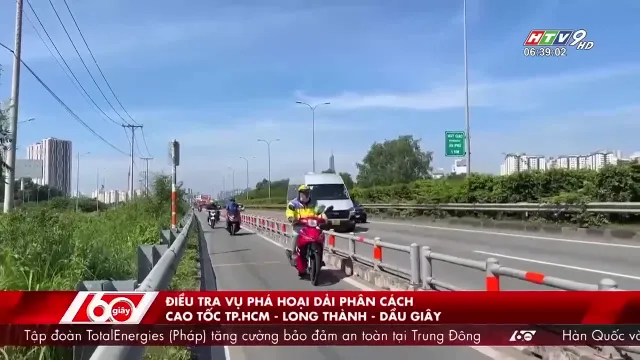 HTV9 HD
06:39:02
60 giây
ĐIỀU TRA VỤ PHÁ HOẠI DẢI PHÂN CÁCH
CAO TỐC TP.HCM - LONG THÀNH - DẦU GIÂY
Tập đoàn TotalEnergies (Pháp) tăng cường bảo đảm an toàn tại Trung Đông
60 giây
Hàn Quốc